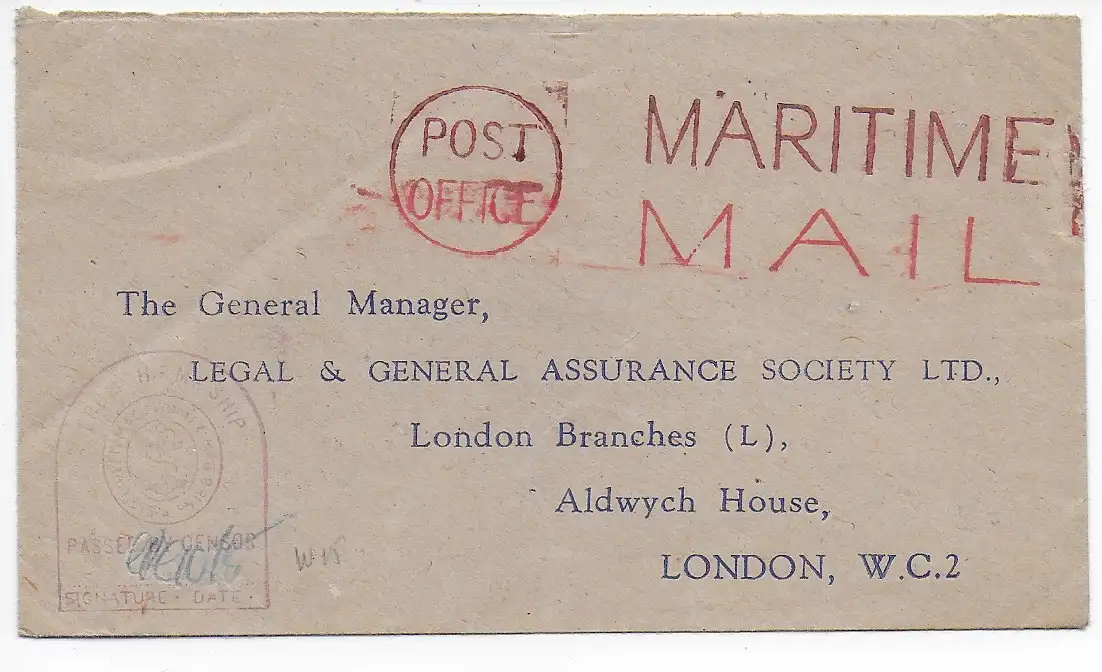 POST
OFFICE
MARITIME
MAIL
The General Manager,
LEGAL & GENERAL ASSURANCE SOCIETY LTD.,
London Branches (L),
Aldwych House,
LONDON, W.C.2
SHIP
PASSED BY CENSOR
SIGNATURE · DATE ·